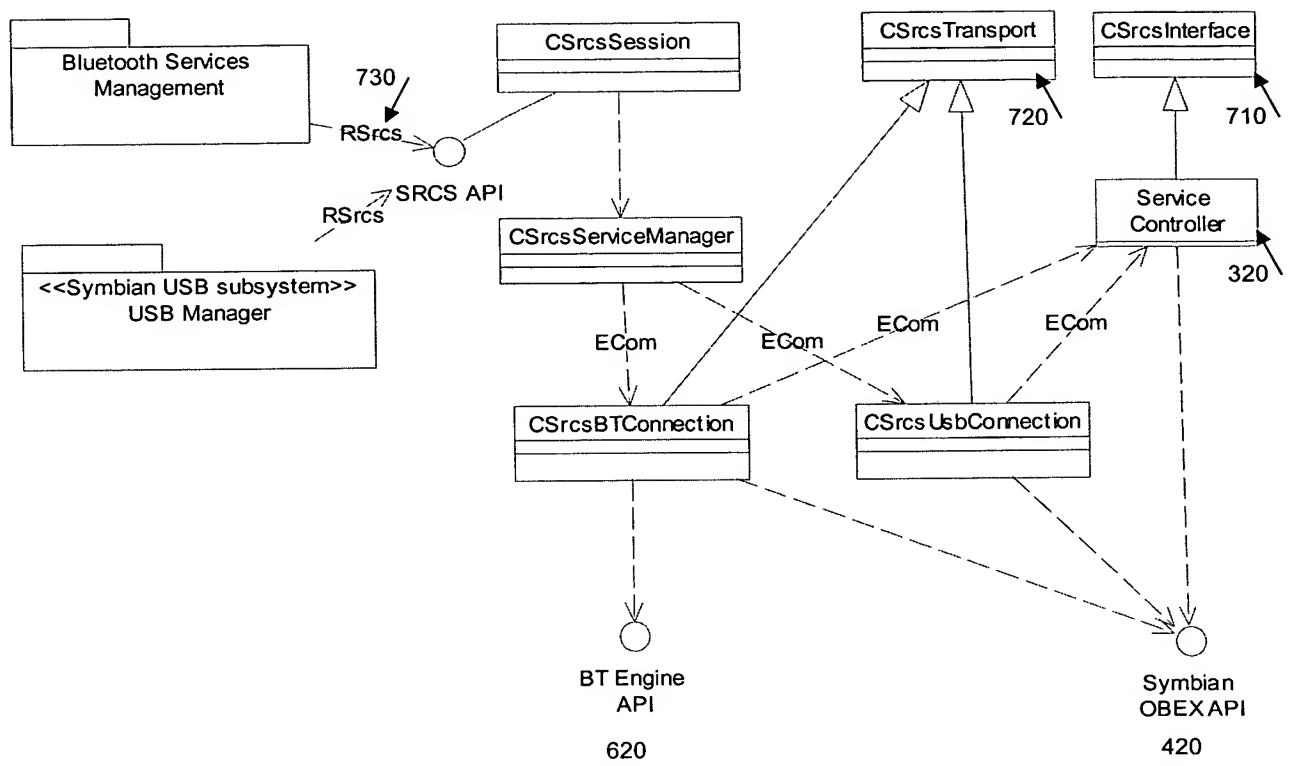 Bluetooth Services
Management
CSrcsSession
CSrcsTransport
CSrcsInterface
730
720
710
RSrcs
SRCS API
RSrcs
Service
Controller
320
CSrcsServiceManager
<<Symbian USB subsystem>>
USB Manager
ECom
ECom
ECom
ECom
CSrcsBTConnection
CSrcsUsbConnection
BT Engine
API
620
Symbian
OBEX API
420